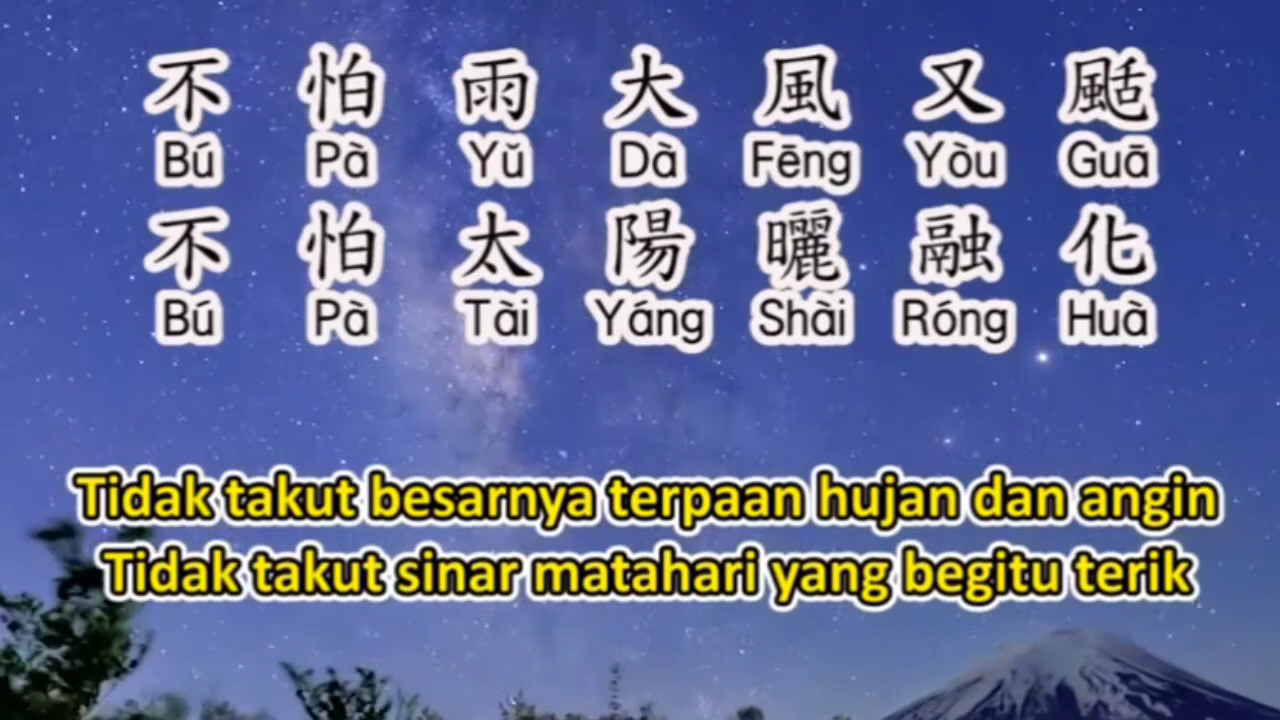 不 怕 雨 大 風 又 颳
Bú Pà Yǔ Dà Fēng Yòu Guā
不 怕 太 陽 曬 融 化
Bú Pà Tài Yáng Shài Róng Huà
Tidak takut besarnya terpaan hujan dan angin
Tidak takut sinar matahari yang begitu terik